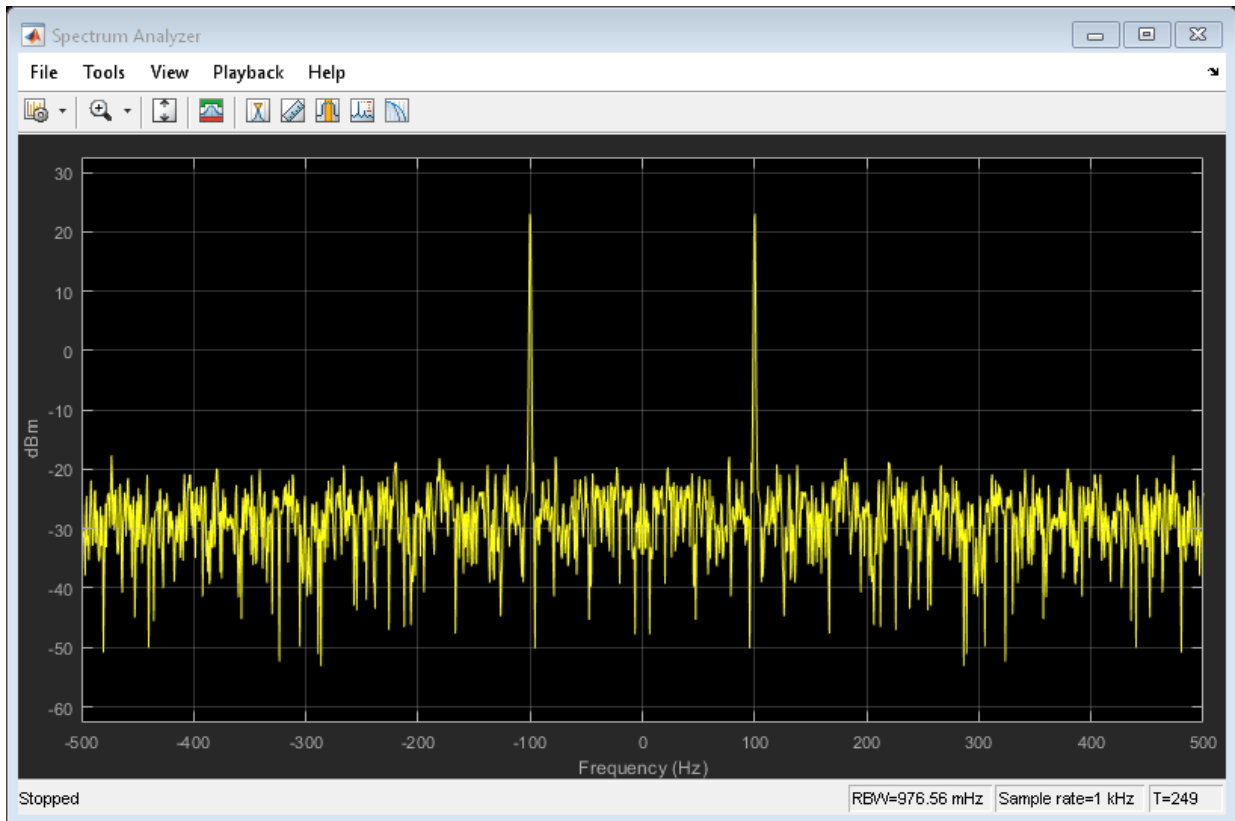 Spectrum Analyzer
File Tools View Playback Help
30
20
10
0
-10
-20
-30
-40
-50
-60
dBm
-500 -400 -300 -200 -100 0 100 200 300 400 500
Frequency (Hz)
Stopped RBW=976.56 mHz Sample rate=1 kHz T=249